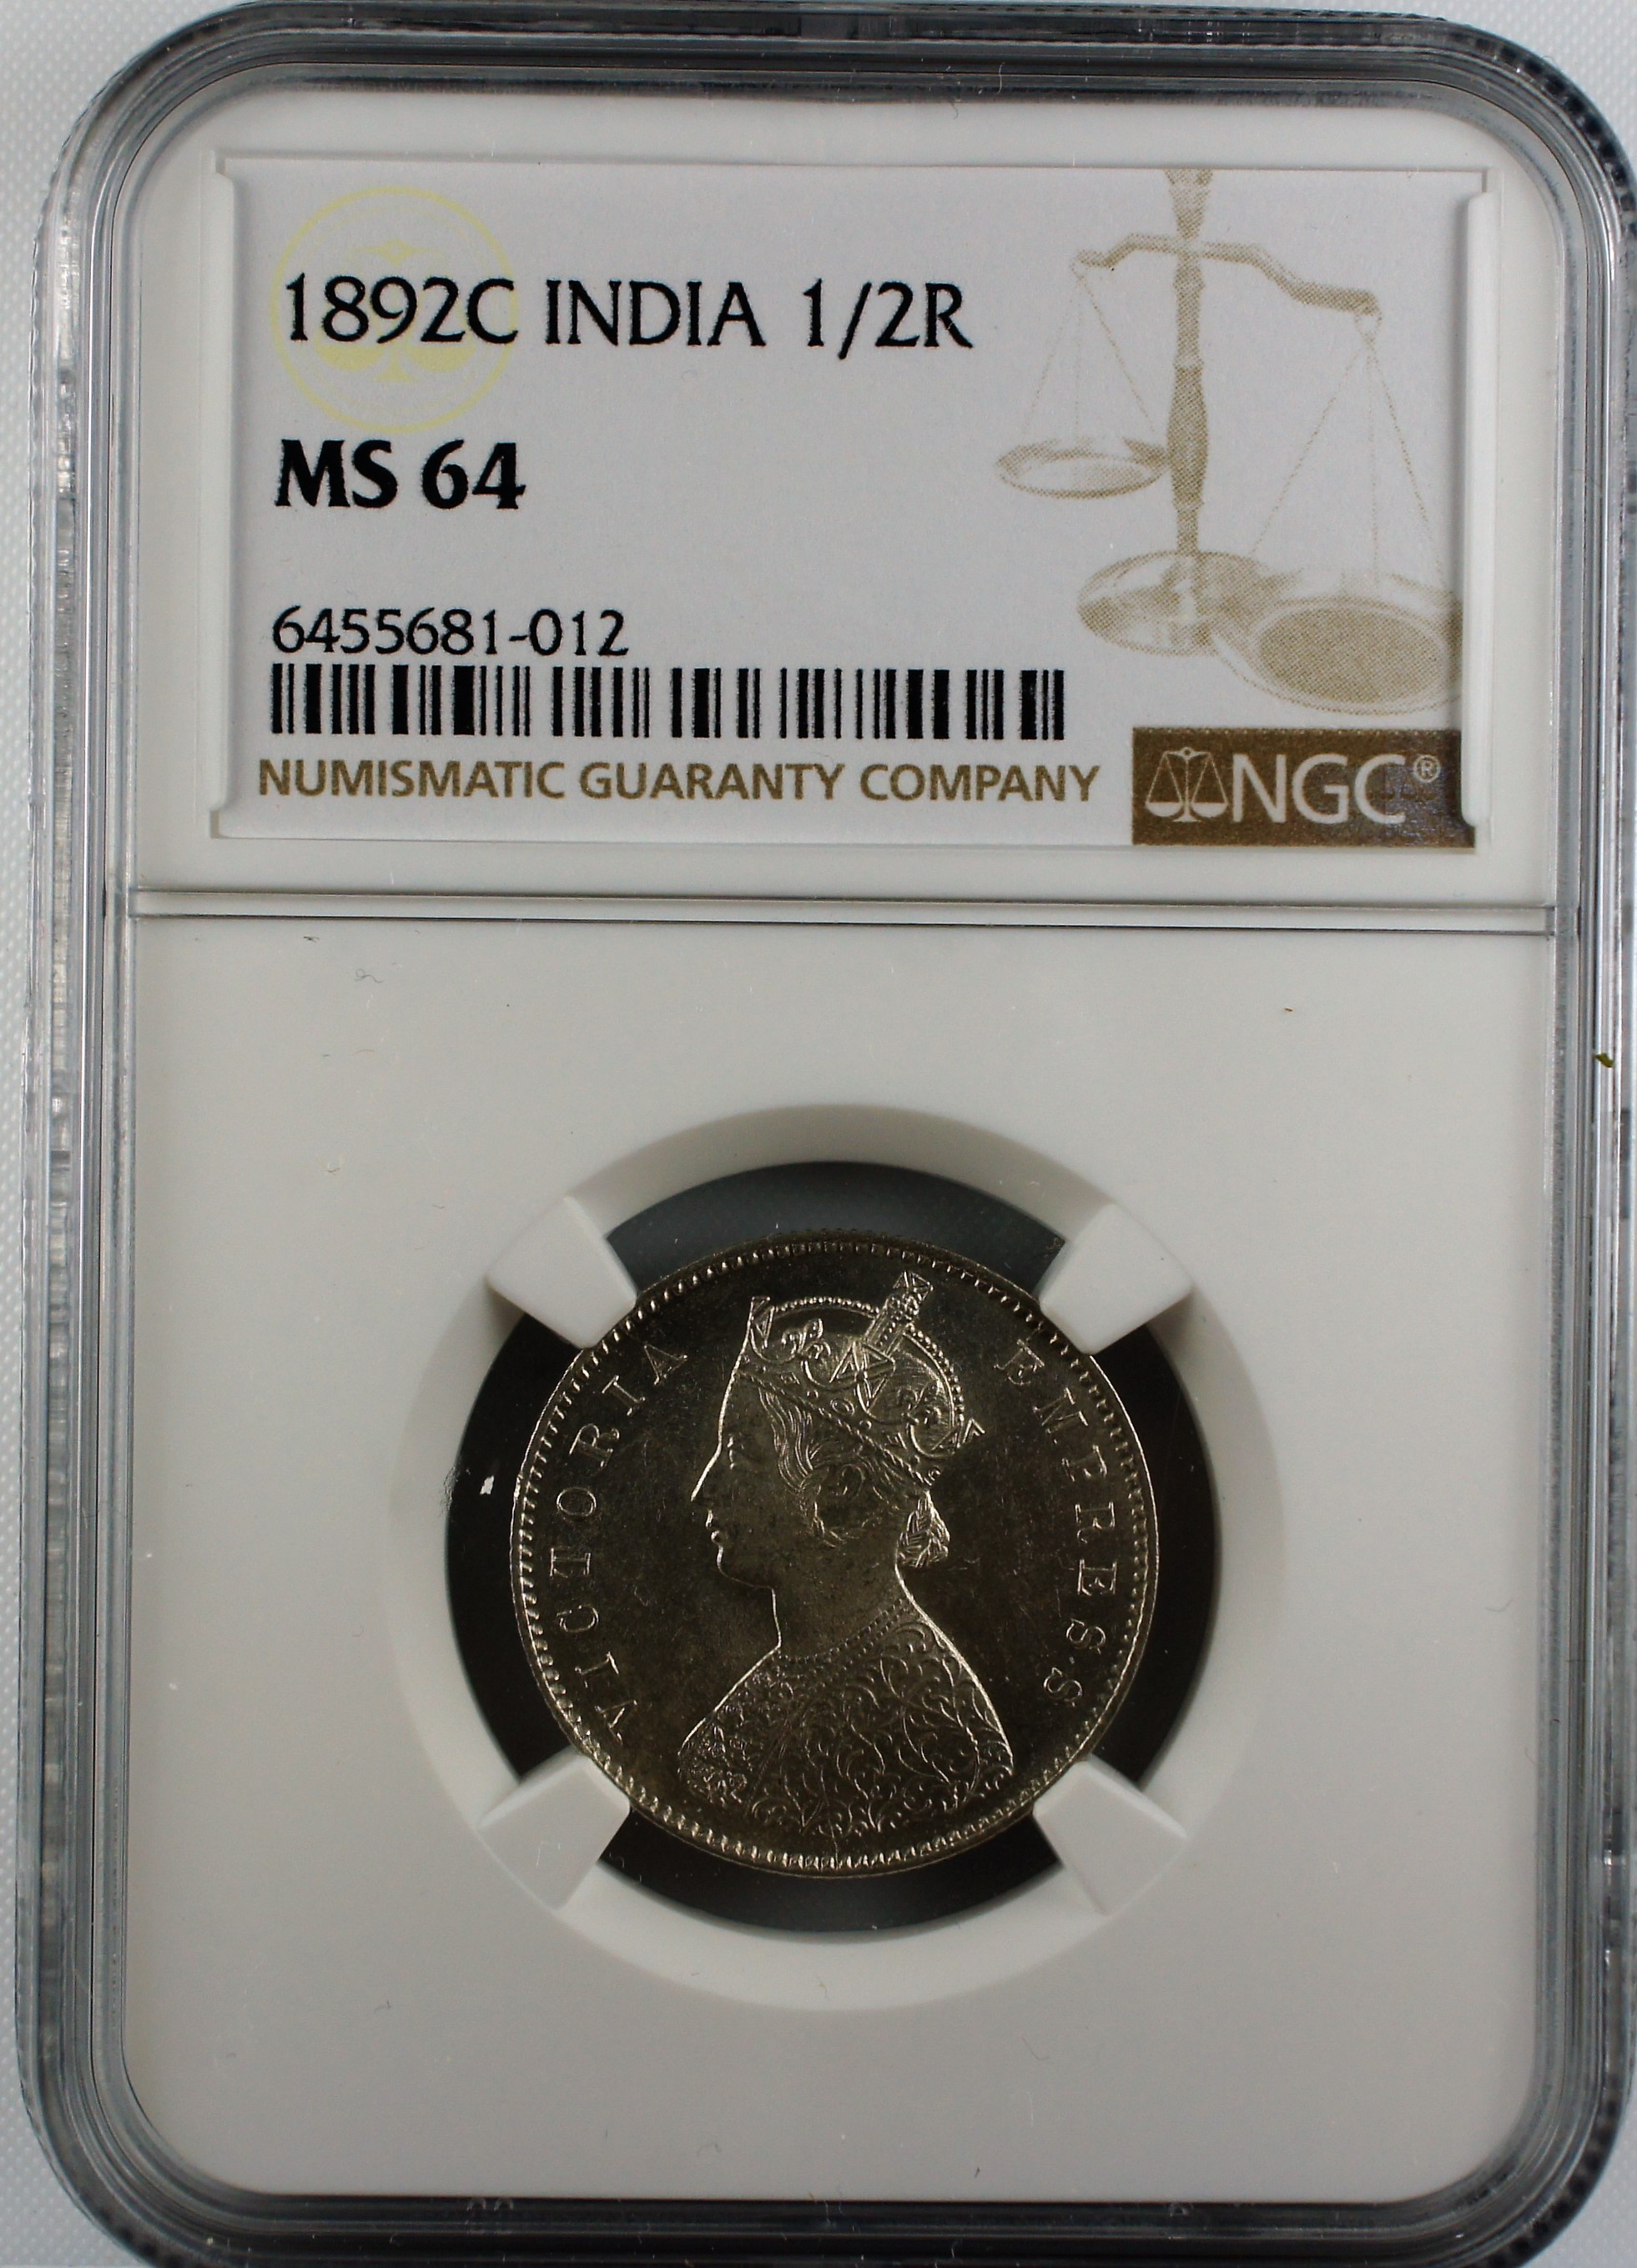 1892C INDIA 1/2R
MS 64
6455681-012
NUMISMATIC GUARANTY COMPANY
NGC®
VICTORIA EMPRESS